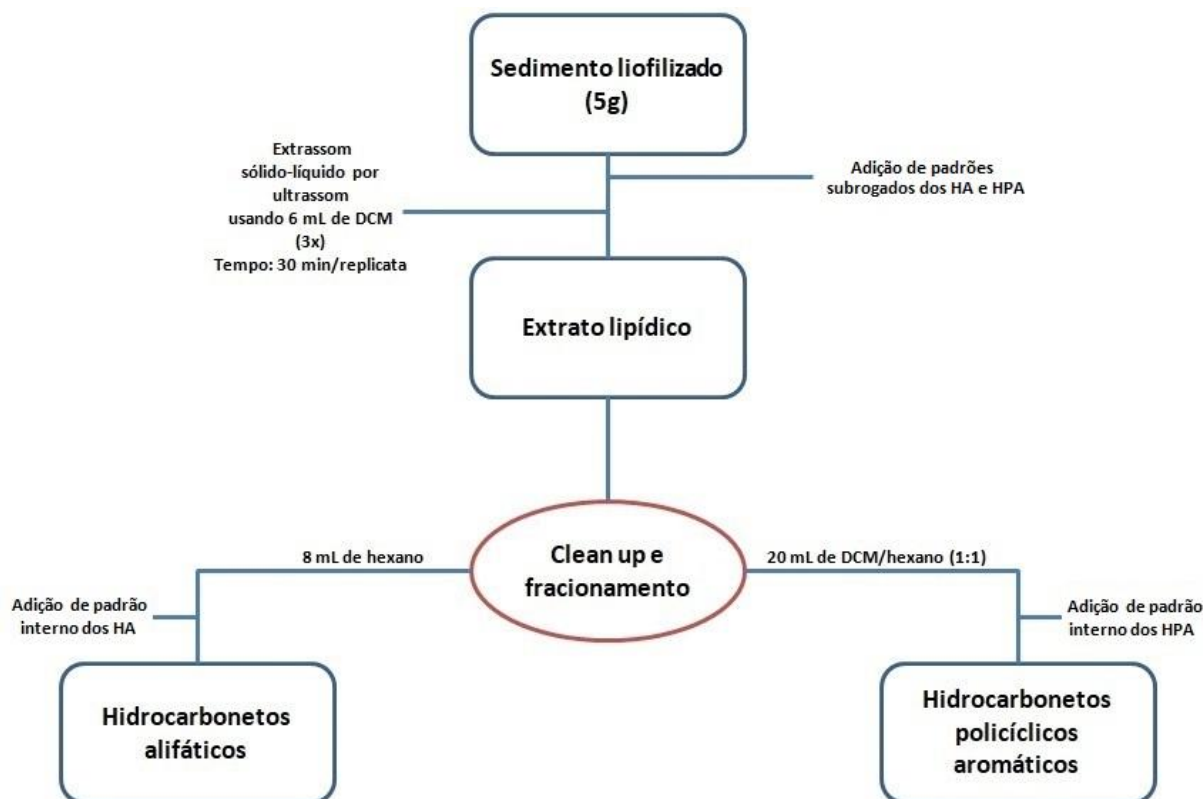 Sedimento liofilizado
(5g)
Extrassom
sólido-líquido por
ultrassom
usando 6 mL de DCM
(3x)
Tempo: 30 min/replicata
Adição de padrões
subrogados dos HA e HPA
Extrato lipídico
Clean up e
fracionamento
8 mL de hexano
20 mL de DCM/hexano (1:1)
Adição de padrão
interno dos HA
Adição de padrão
interno dos HPA
Hidrocarbonetos
alifáticos
Hidrocarbonetos
policíclicos
aromáticos